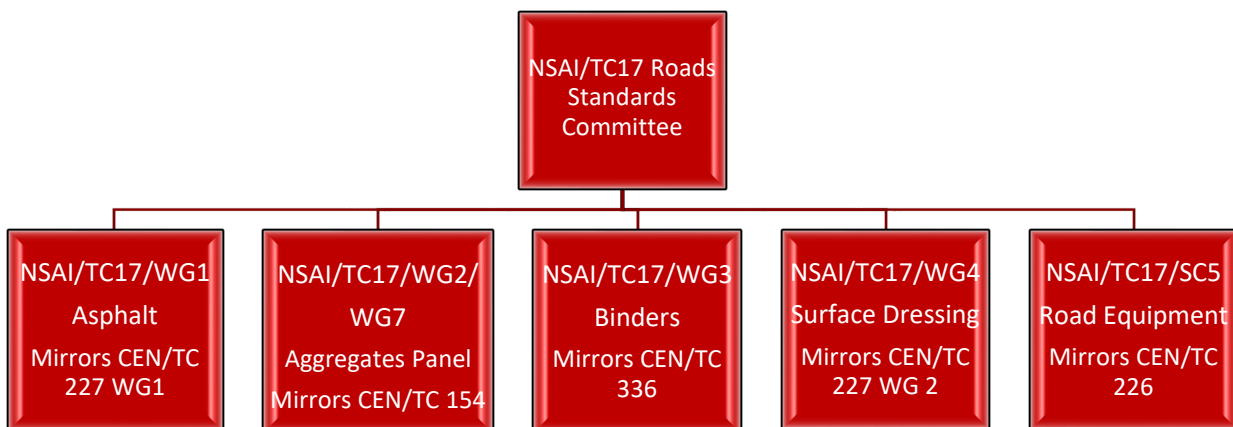 NSAI/TC17 Roads
Standards
Committee
NSAI/TC17/WG1
Asphalt
Mirrors CEN/TC
227 WG1
NSAI/TC17/WG2/
WG7
Aggregates Panel
Mirrors CEN/TC 154
NSAI/TC17/WG3
Binders
Mirrors CEN/TC
336
NSAI/TC17/WG4
Surface Dressing
Mirrors CEN/TC
227 WG 2
NSAI/TC17/SC5
Road Equipment
Mirrors CEN/TC
226